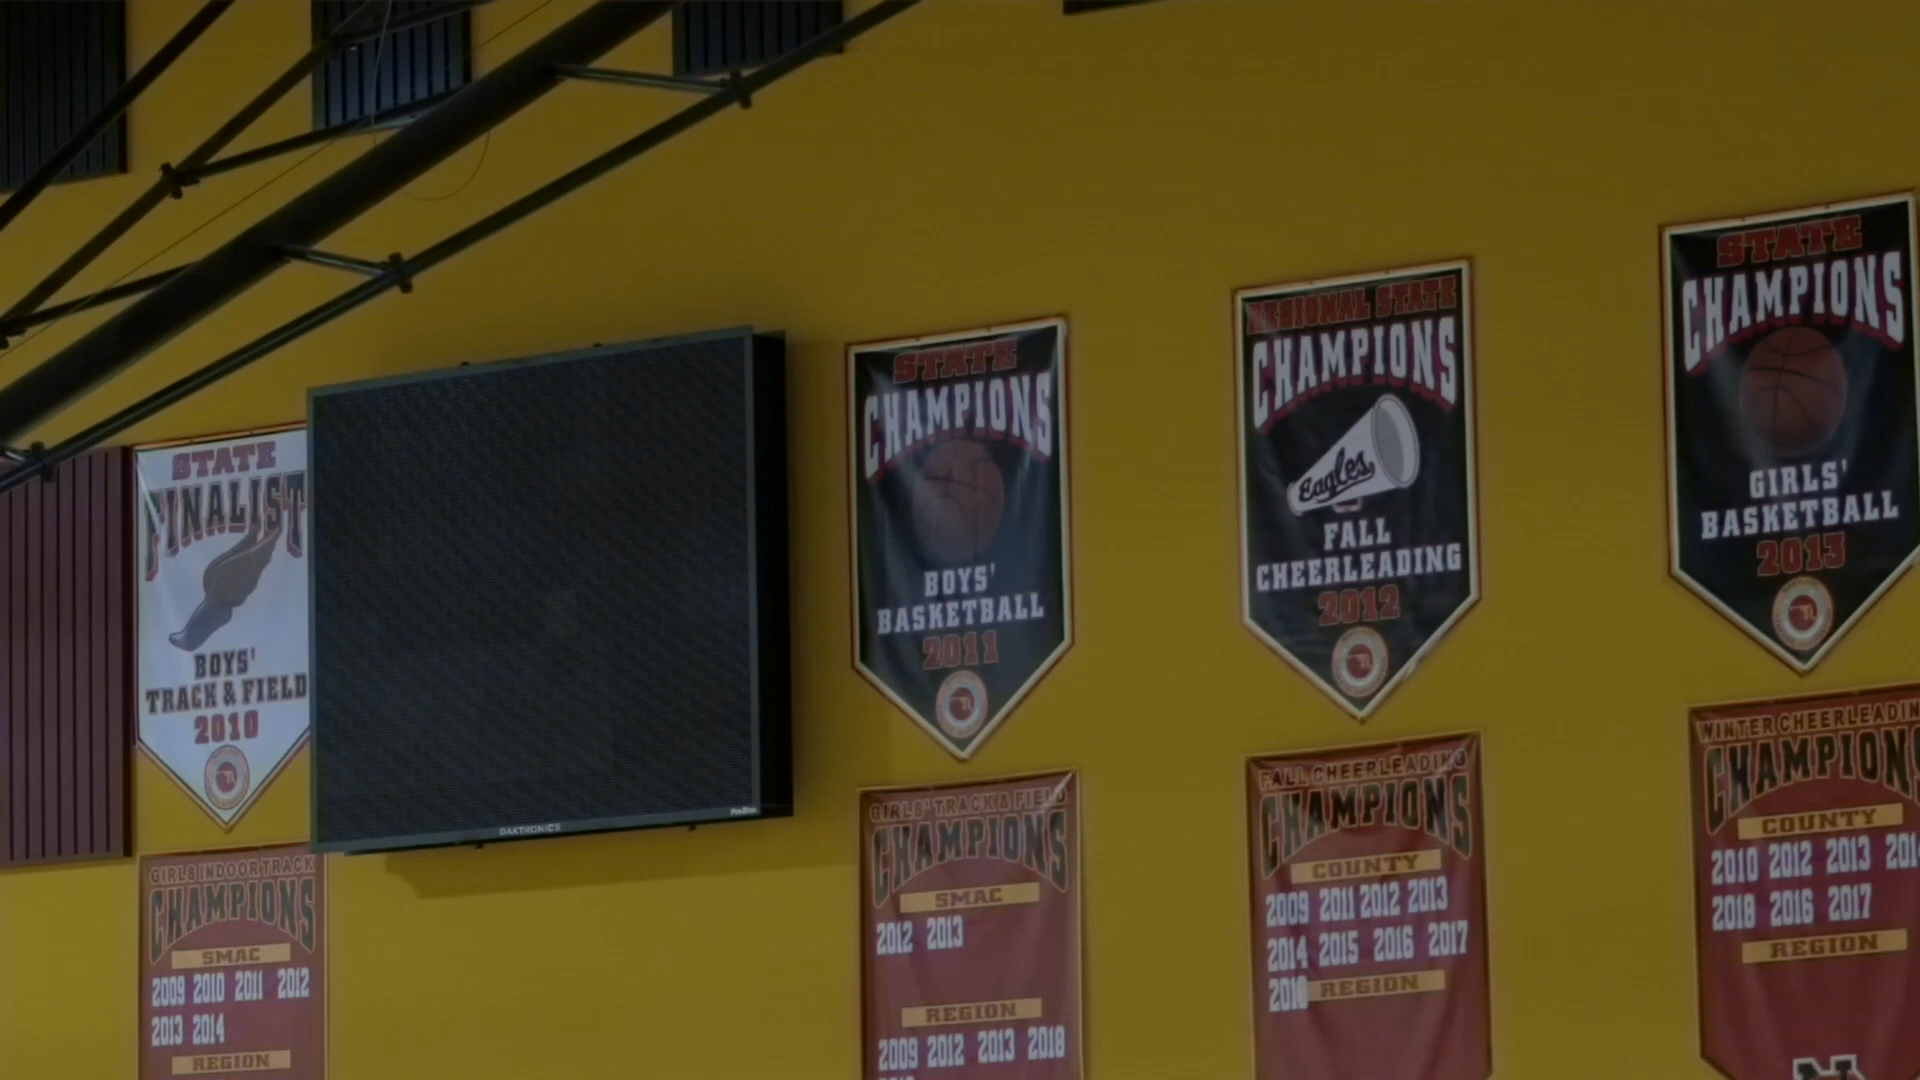 STATE
FINALIST
BOYS'
TRACK & FIELD
2010
GIRLS INDOOR TRACK
CHAMPIONS
SMAC
2009 2010 2011 2012
2013 2014
REGION
DAKTRONICS
STATE
CHAMPIONS
BOYS'
BASKETBALL
2011
GIRLS' TRACK & FIELD
CHAMPIONS
SMAC
2012 2013
REGION
2009 2012 2013 2018
REGIONAL STATE
CHAMPIONS
Eagles
FALL
CHEERLEADING
2012
FALL CHEERLEADING
CHAMPIONS
COUNTY
2009 2011 2012 2013
2014 2015 2016 2017
REGION
STATE
CHAMPIONS
GIRLS'
BASKETBALL
2013
WINTER CHEERLEADIN
CHAMPIONS
COUNTY
2010 2012 2013 2014
2018 2016 2017
REGION
N